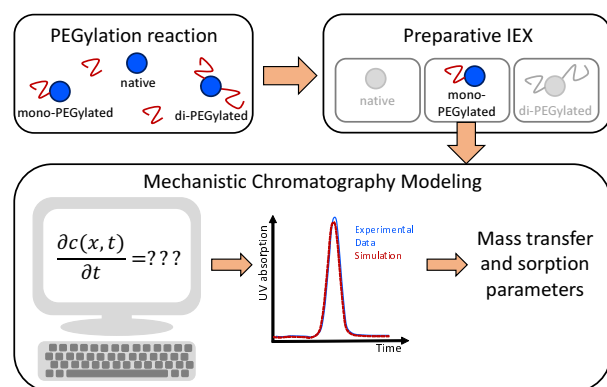 PEGylation reaction
native
mono-PEGylated
di-PEGylated
Preparative IEX
native
mono-
PEGylated
di-PEGylated
Mechanistic Chromatography Modeling
∂c(x,t)/∂t =???
UV absorption
Experimental
Data
Simulation
Time
Mass transfer
and sorption
parameters